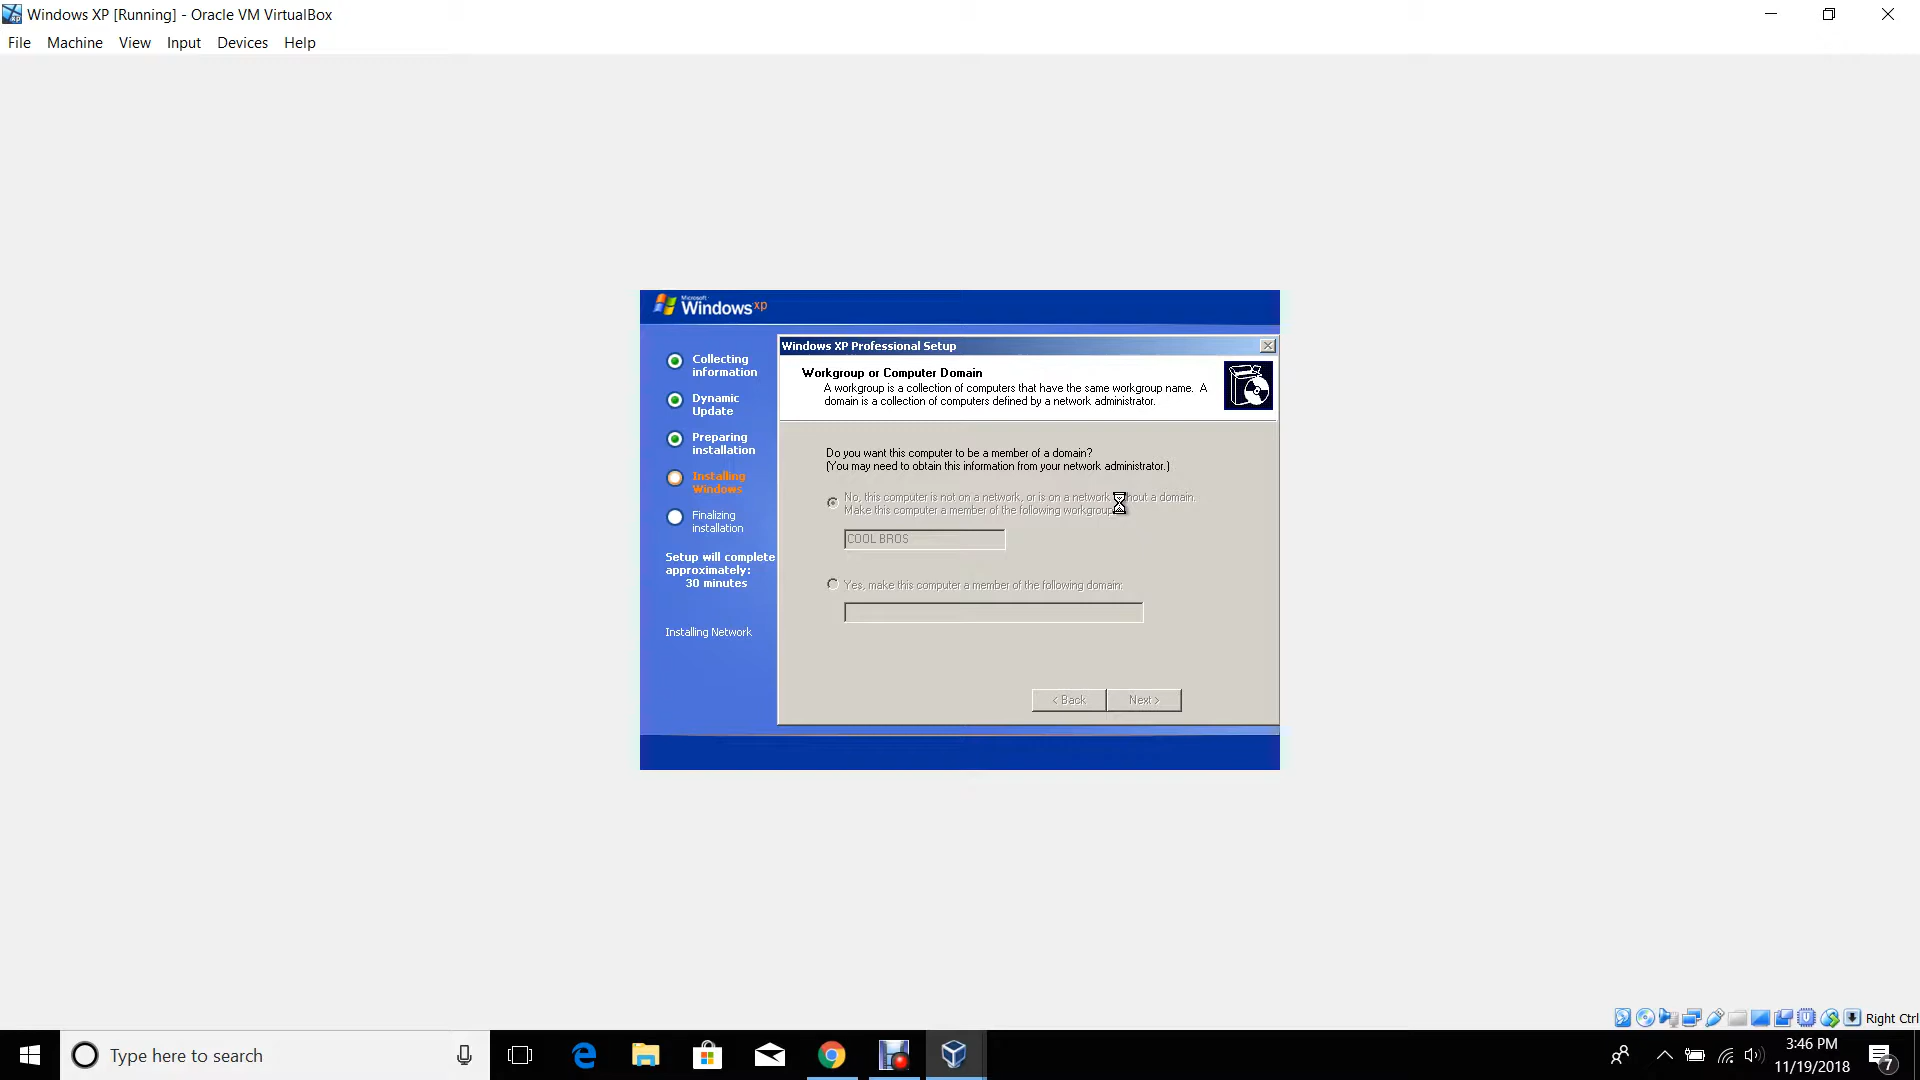 Windows XP [Running] - Oracle VM VirtualBox
File Machine View Input Devices Help
Microsoft
Windows xp
Windows XP Professional Setup
Workgroup or Computer Domain
A workgroup is a collection of computers that have the same workgroup name. A
domain is a collection of computers defined by a network administrator.
Collecting
information
Dynamic
Update
Preparing
installation
Installing
Windows
Finalizing
installation
Setup will complete
approximately:
30 minutes
Installing Network
Do you want this computer to be a member of a domain?
(You may need to obtain this information from your network administrator.)
No, this computer is not on a network, or is on a network a domain.
Make this computer a member of the following workgroup
COOL BROS
Yes, make this computer a member of the following domain:
< Back Next >
Right Ctrl
Type here to search
3:46 PM
11/19/2018
7